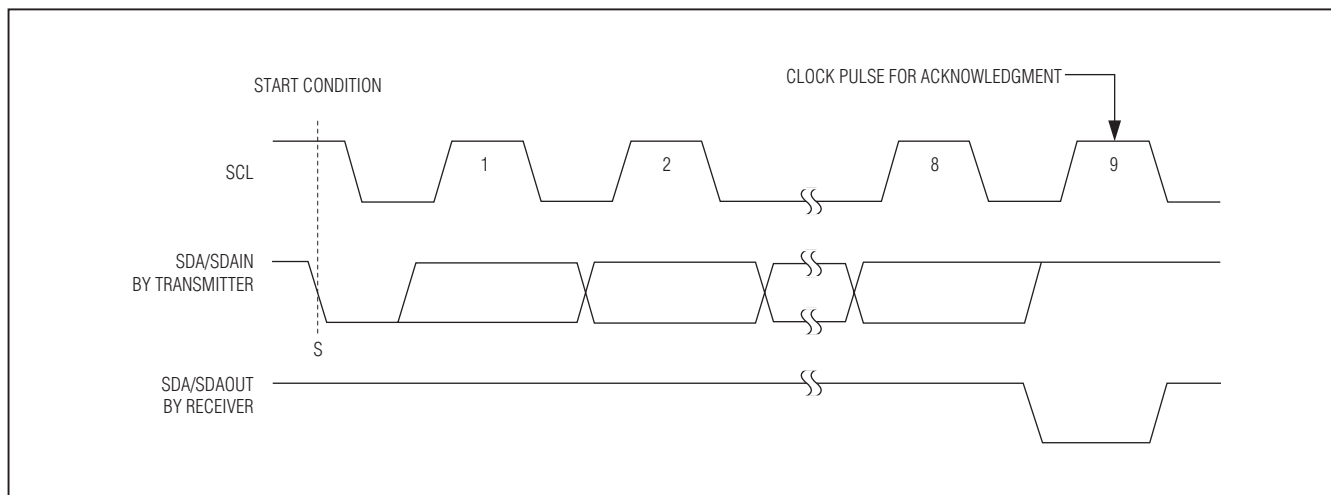 START CONDITION
CLOCK PULSE FOR ACKNOWLEDGMENT
SCL
1
2
8
9
SDA/SDAIN
BY TRANSMITTER
S
SDA/SDAOUT
BY RECEIVER